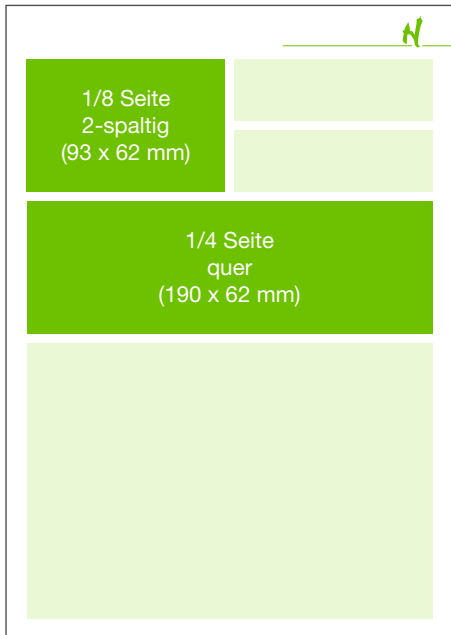 H
1/8 Seite
2-spaltig
(93 x 62 mm)
1/4 Seite
quer
(190 x 62 mm)